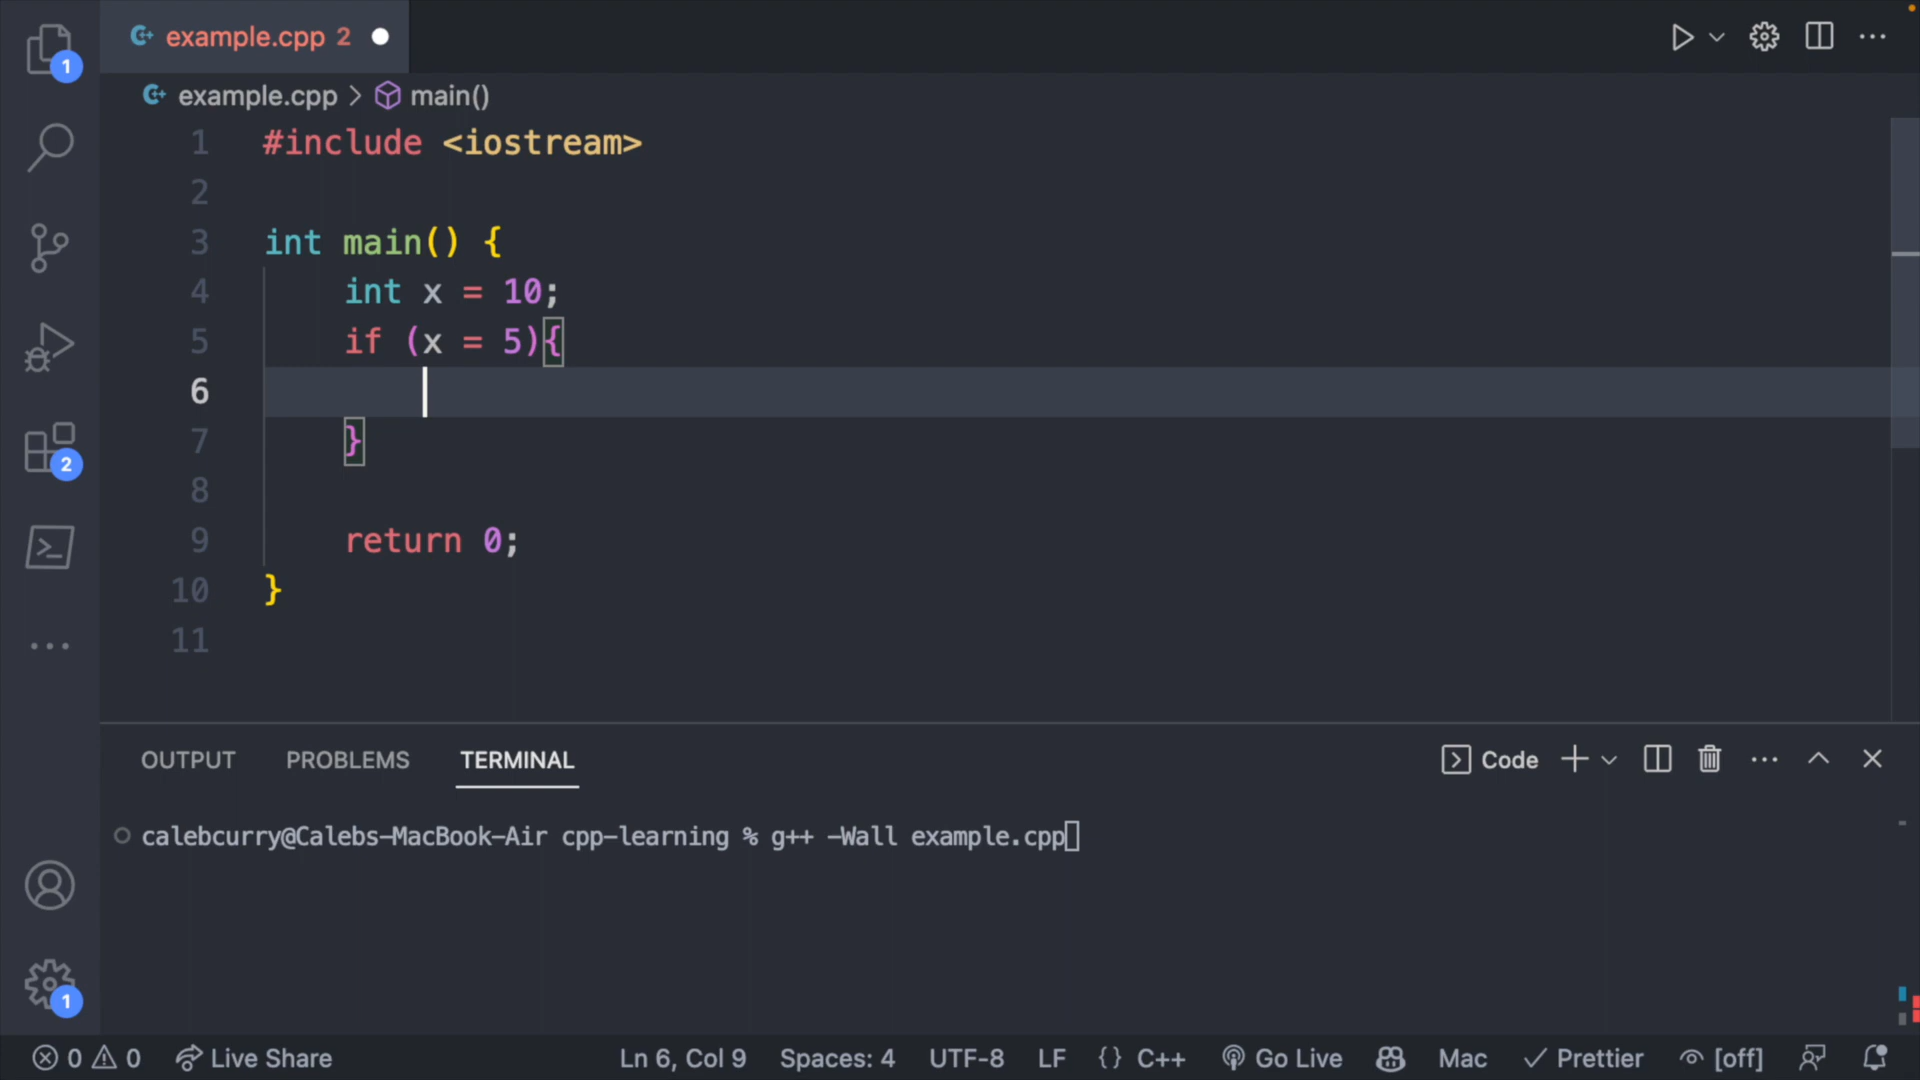 example.cpp 2
1
example.cpp > main()
1 #include <iostream>
2
3 int main() {
4 int x = 10;
5 if (x = 5){
6
7 }
8
9 return 0;
10 }
11
2
OUTPUT PROBLEMS TERMINAL Code
calebcurry@Calebs-MacBook-Air cpp-learning % g++ -Wall example.cpp
1
0 0 Live Share Ln 6, Col 9 Spaces: 4 UTF-8 LF {} C++ Go Live Mac Prettier [off]